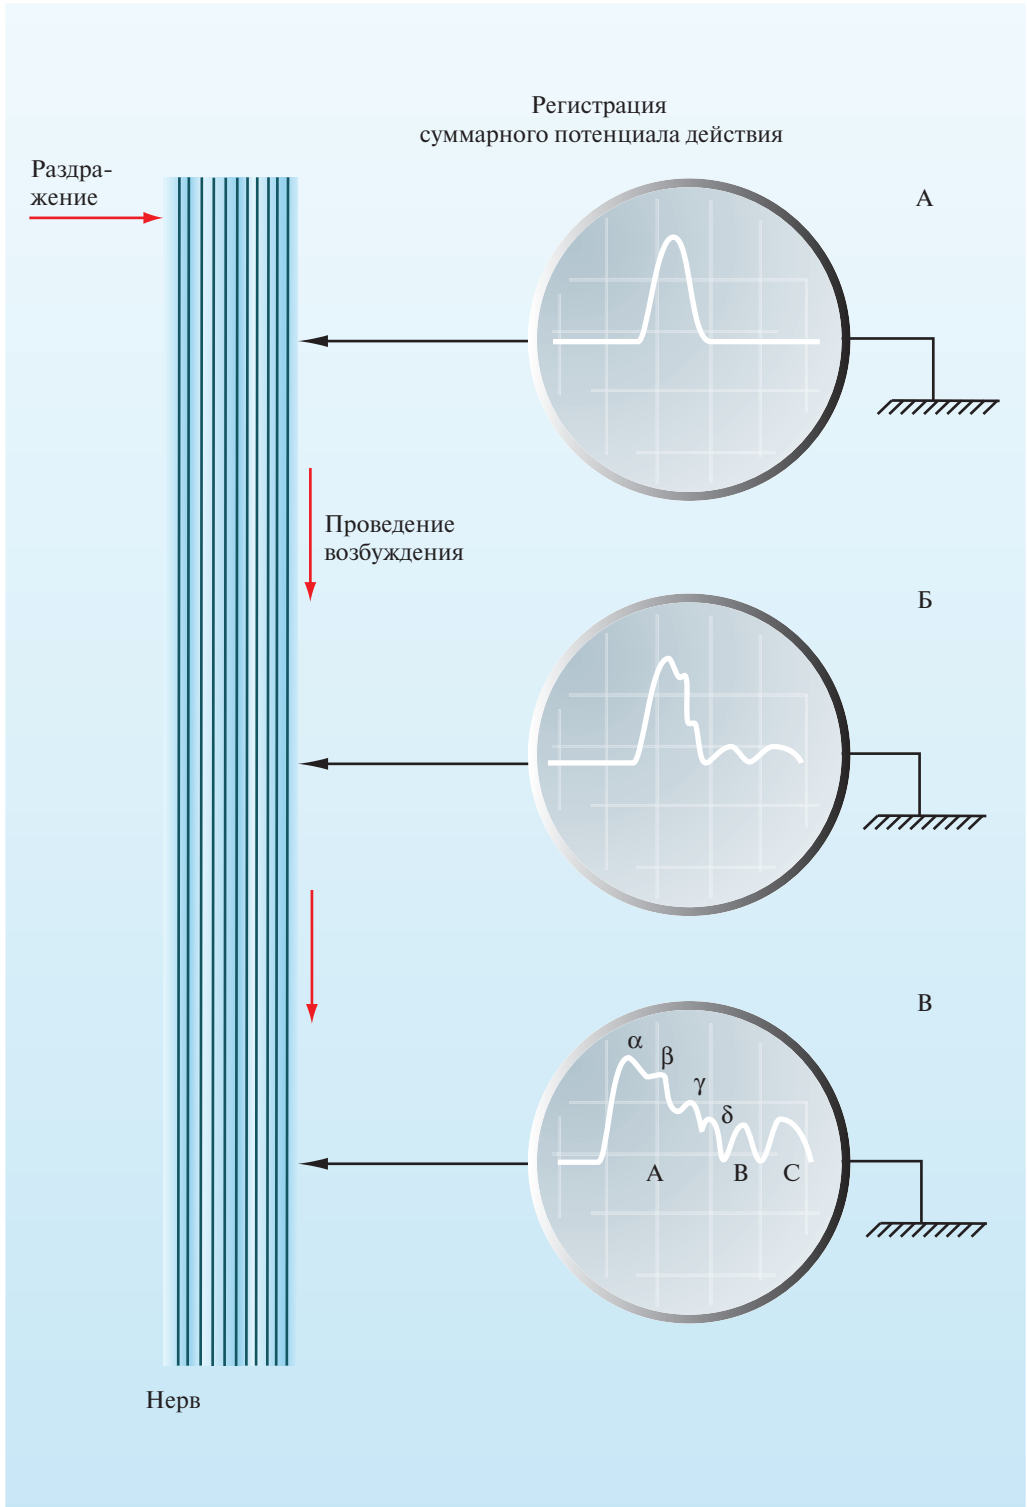 Регистрация
суммарного потенциала действия
Раздра-
жение
А
Проведение
возбуждения
Б
В
α
β
γ
δ
А В С
Нерв